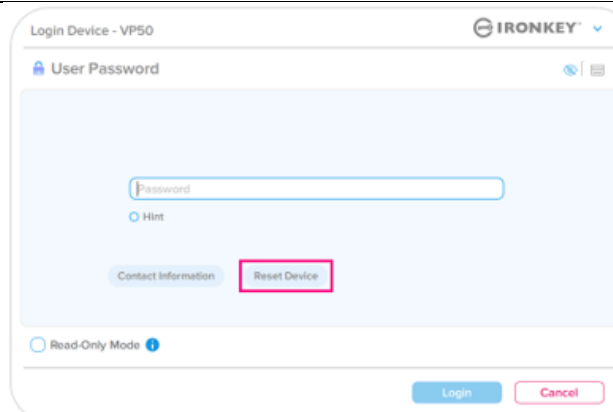 Login Device - VP50
IRONKEY
User Password
Password
Hint
Contact Information Reset Device
Read-Only Mode
Login Cancel